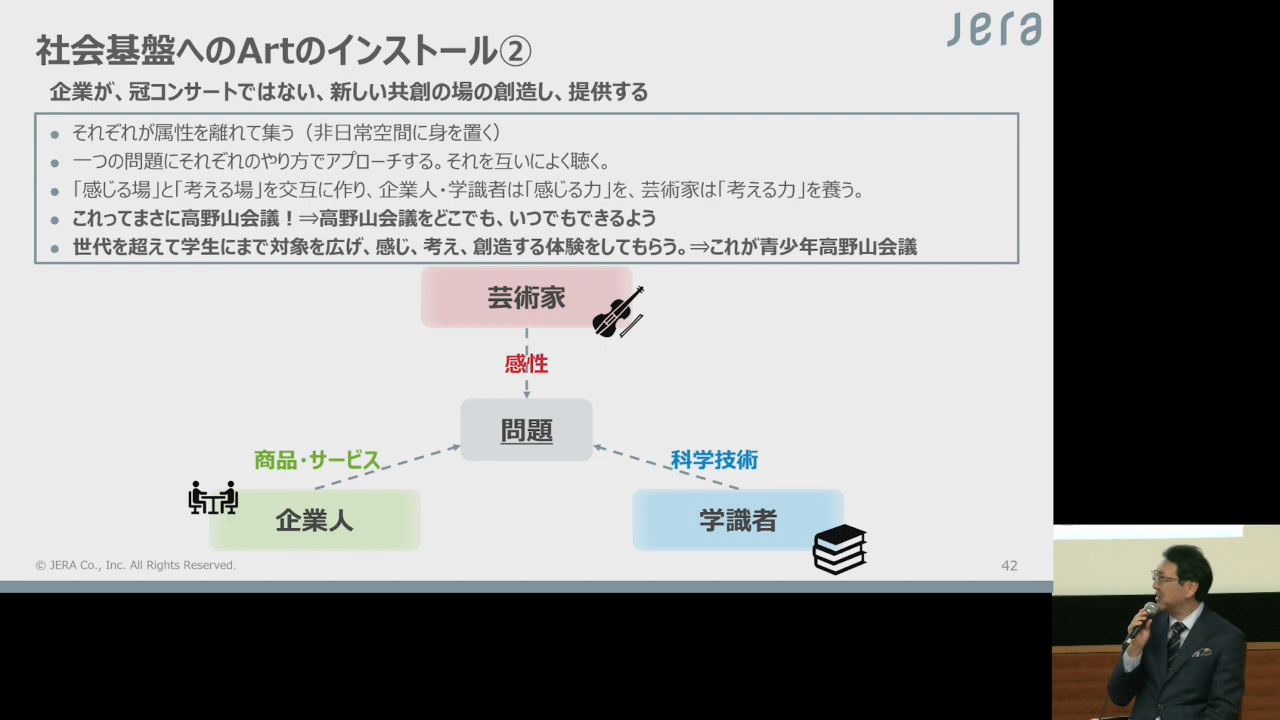 jera
社会基盤へのArtのインストール②
企業が、冠コンサートではない、新しい共創の場の創造し、提供する
● それぞれが属性を離れて集う（非日常空間に身を置く）
● 一つの問題にそれぞれのやり方でアプローチする。それを互いによく聴く。
● 「感じる場」と「考える場」を交互に作り、企業人・学識者は「感じる力」を、芸術家は「考える力」を養う。
● これってまさに高野山会議！⇒高野山会議をどこでも、いつでもできるよう
● 世代を超えて学生にまで対象を広げ、感じ、考え、創造する体験をしてもらう。⇒これが青少年高野山会議
芸術家
感性
問題
商品・サービス
科学技術
企業人
学識者
© JERA Co., Inc. All Rights Reserved.
42